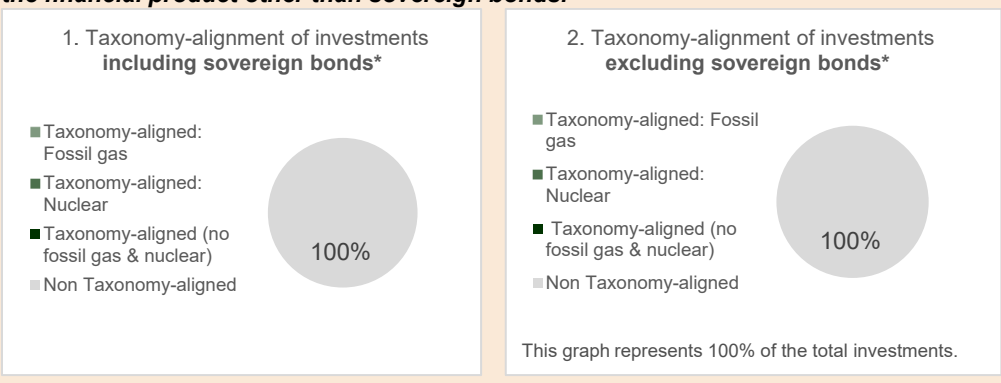 the financial product other than sovereign bonds.
1. Taxonomy-alignment of investments
including sovereign bonds*
Taxonomy-aligned:
Fossil gas
Taxonomy-aligned:
Nuclear
Taxonomy-aligned (no
fossil gas & nuclear)
Non Taxonomy-aligned
100%
2. Taxonomy-alignment of investments
excluding sovereign bonds*
Taxonomy-aligned: Fossil
gas
Taxonomy-aligned:
Nuclear
Taxonomy-aligned (no
fossil gas & nuclear)
Non Taxonomy-aligned
100%
This graph represents 100% of the total investments.